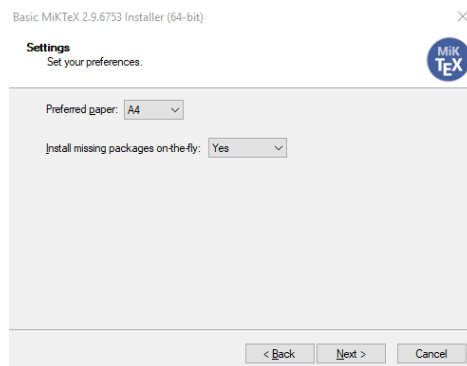 Basic MiKTeX 2.9.6753 Installer (64-bit)
Settings
Set your preferences.
MiK
TEX
Preferred paper: A4
Install missing packages on-the-fly: Yes
< Back Next > Cancel